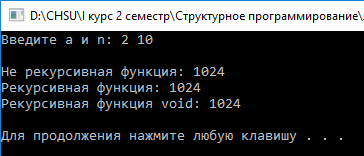 D:\CHSU\I курс 2 семестр\Структурное программирование\
Введите a и n: 2 10
Не рекурсивная функция: 1024
Рекурсивная функция: 1024
Рекурсивная функция void: 1024
Для продолжения нажмите любую клавишу . . .